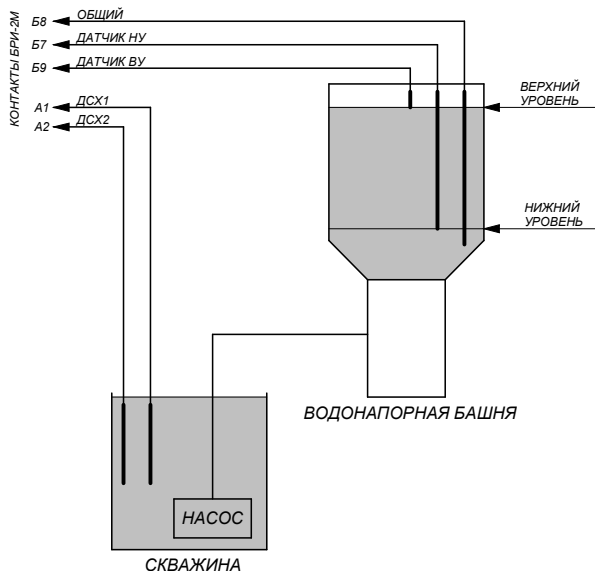 КОНТАКТЫ БРИ-2М
Б8 ОБЩИЙ
Б7 ДАТЧИК НУ
Б9 ДАТЧИК ВУ
А1 ДСХ1
А2 ДСХ2
ВЕРХНИЙ
УРОВЕНЬ
НИЖНИЙ
УРОВЕНЬ
ВОДОНАПОРНАЯ БАШНЯ
НАСОС
СКВАЖИНА